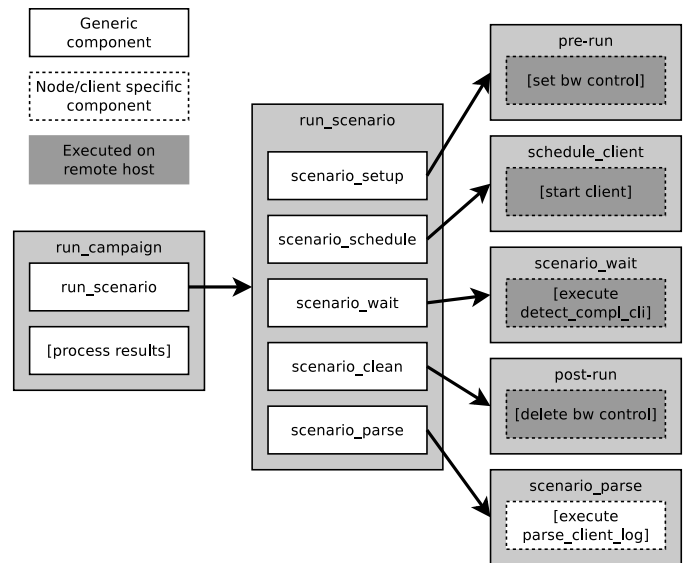 Generic
component
Node/client specific
component
Executed on
remote host
run_campaign
run_scenario
[process results]
run_scenario
scenario_setup
scenario_schedule
scenario_wait
scenario_clean
scenario_parse
pre-run
[set bw control]
schedule_client
[start client]
scenario_wait
[execute
detect_compl_cli]
post-run
[delete bw control]
scenario_parse
[execute
parse_client_log]